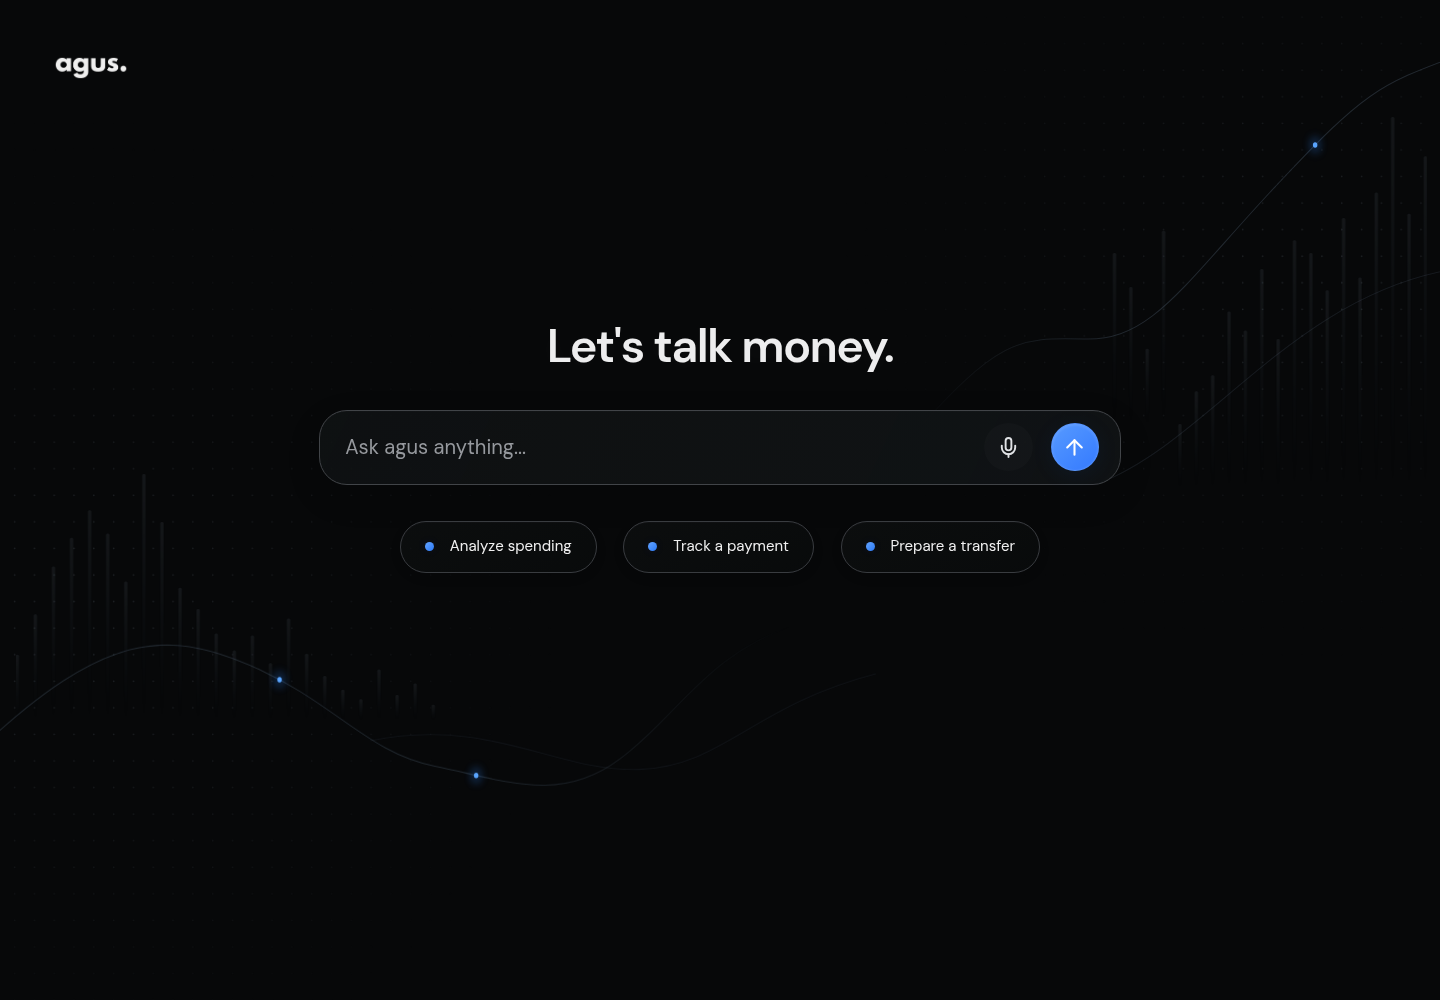 agus.
Let's talk money.
Ask agus anything...
Analyze spending
Track a payment
Prepare a transfer